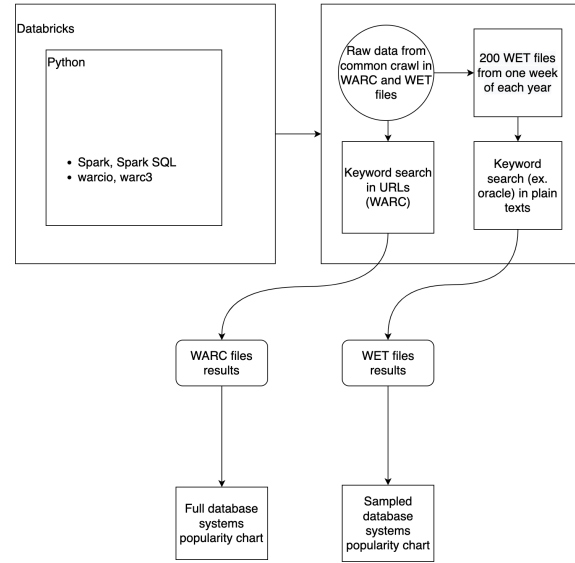 Databricks
Python
• Spark, Spark SQL
• warcio, warc3
Raw data from
common crawl in
WARC and WET
files
200 WET files
from one week
of each year
Keyword search
in URLs
(WARC)
Keyword
search (ex.
oracle) in plain
texts
WARC files
results
WET files
results
Full database
systems
popularity chart
Sampled
database
systems
popularity chart